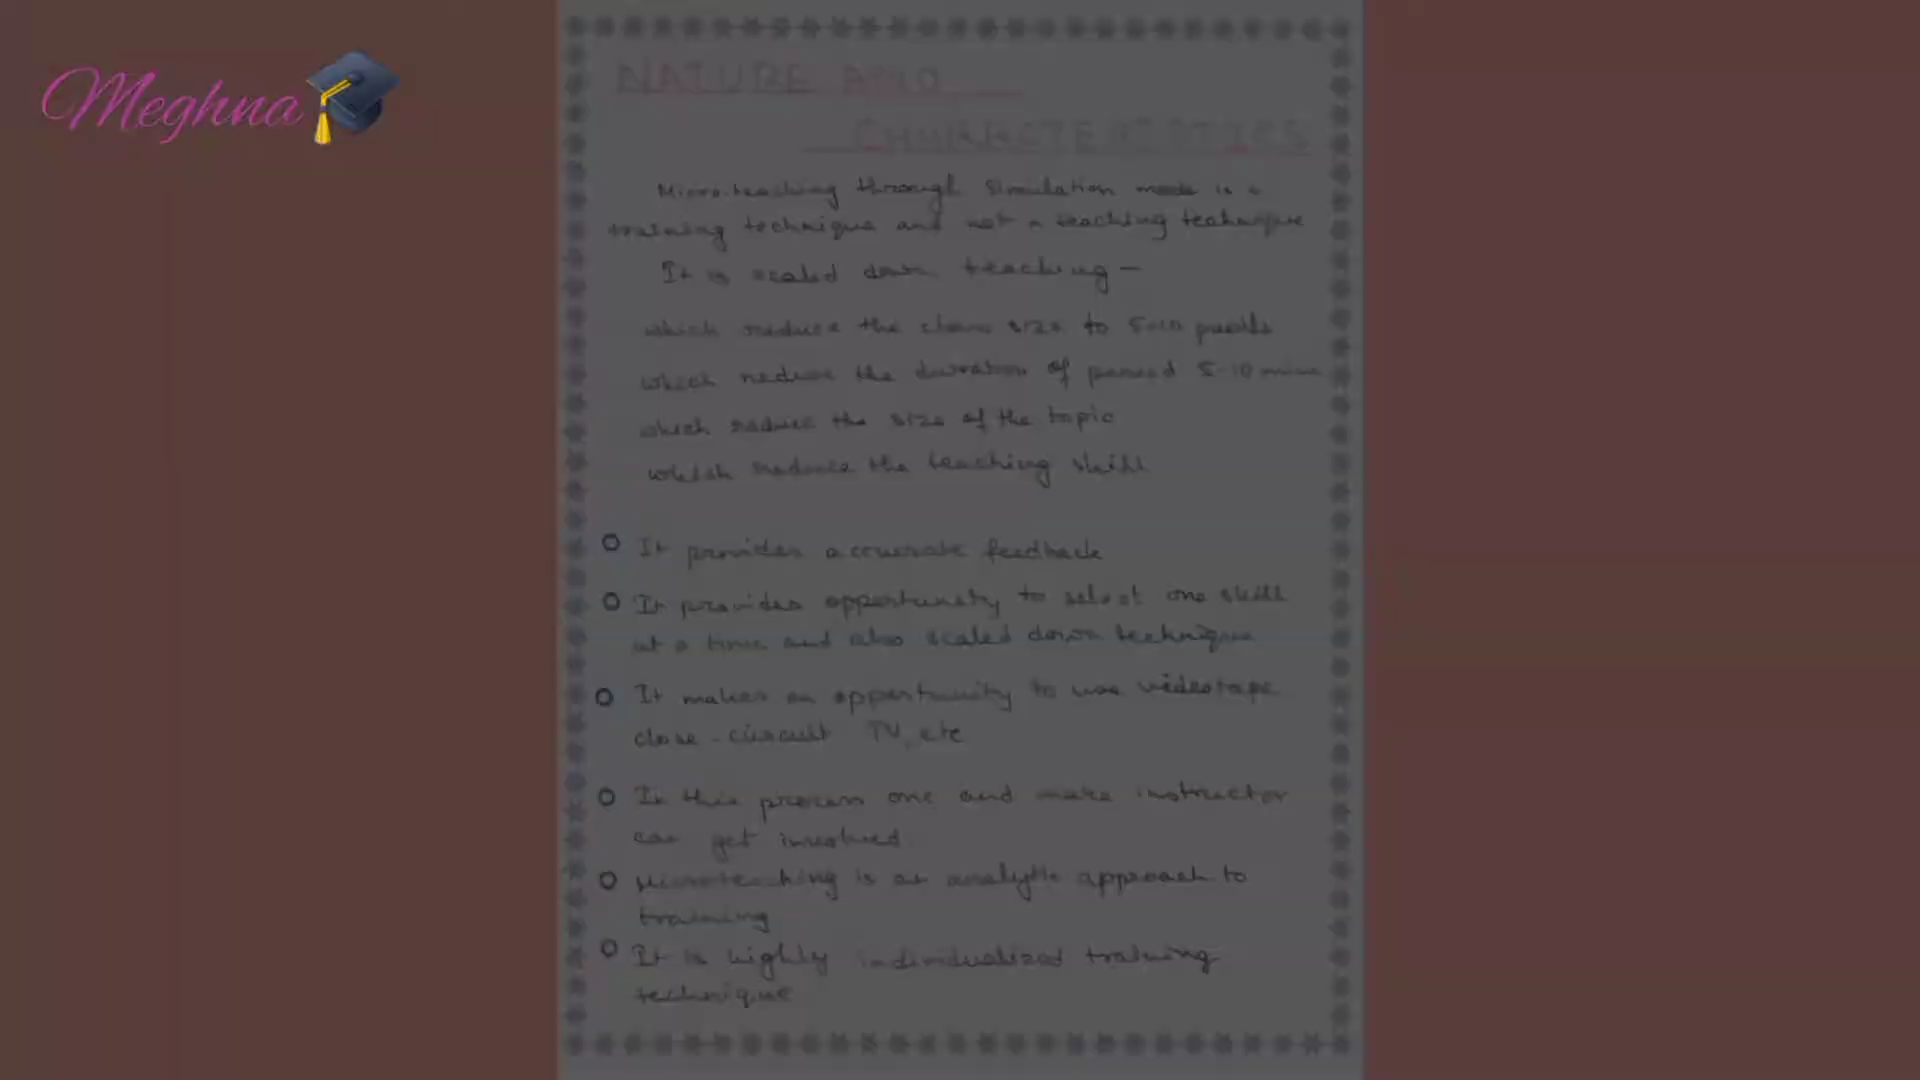 Meghna
NATURE AND
CHARACTERISTICS
Micro-teaching through simulation mode is a
training technique and not a teaching technique
It is scaled down teaching -
which reduce the class size to 5-10 pupils
which reduce the duration of period 5-10 mins
which reduce the size of the topic
which reduce the teaching skill
It provides accurate feedback
It provides opportunity to select one skill
at a time and also scaled down technique
It makes an opportunity to use videotape
close-circuit TV, etc
In this process one and make instructor
can get involved.
Microteaching is an analytic approach to
training
It is highly individualized training
technique